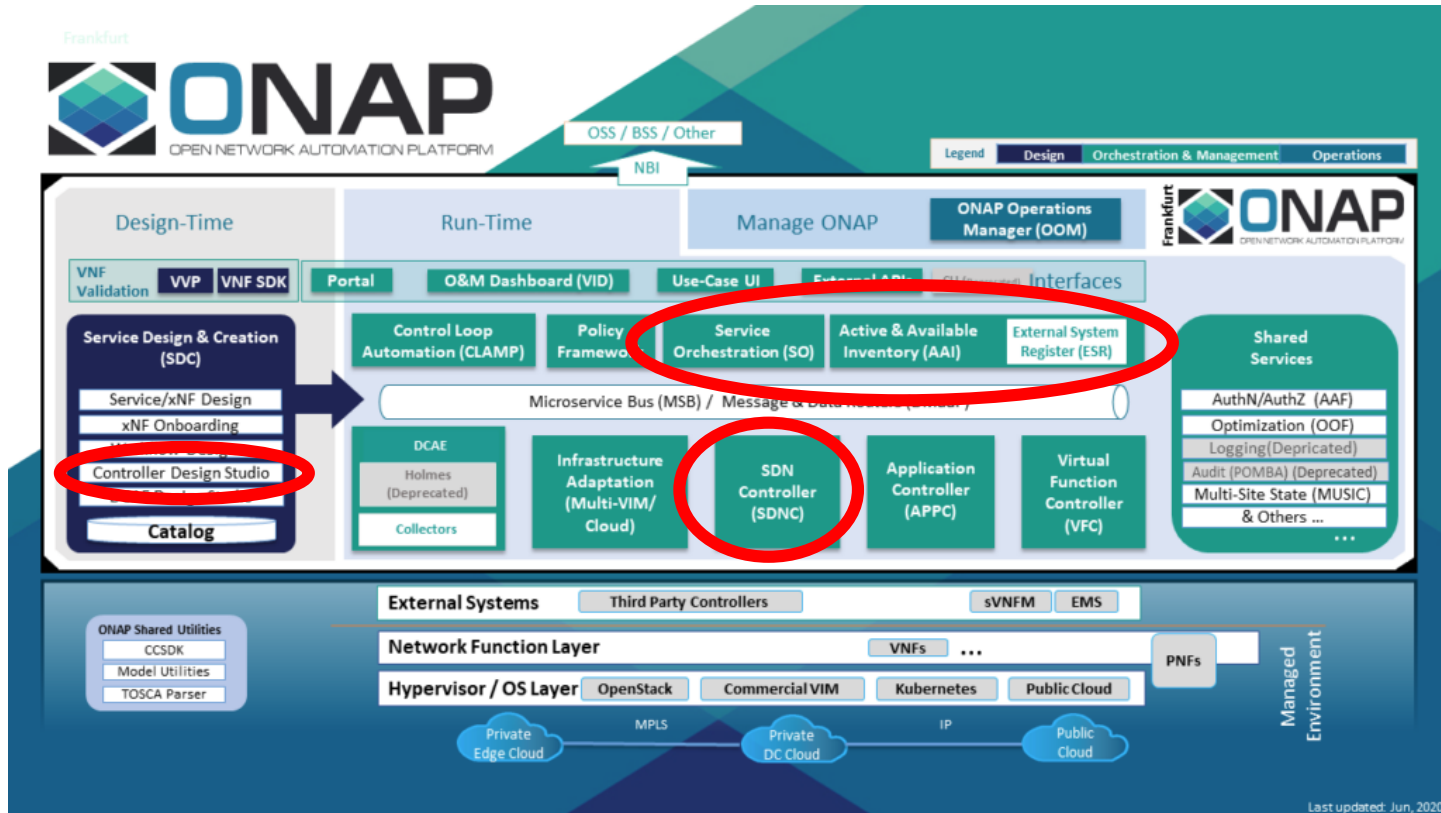 Frankfurt
ONAP
OPEN NETWORK AUTOMATION PLATFORM
OSS / BSS / Other
NBI
Legend Design Orchestration & Management Operations
Design-Time
Run-Time
Manage ONAP
ONAP Operations
Manager (OOM)
Frankfurt
ONAP
OPEN NETWORK AUTOMATION PLATFORM
VNF
Validation
VVP
VNF SDK
Portal
O&M Dashboard (VID)
Use-Case UI
Interfaces
Service Design & Creation
(SDC)
Service/xNF Design
xNF Onboarding
Controller Design Studio
Catalog
Control Loop
Automation (CLAMP)
Policy
Framework
Service
Orchestration (SO)
Active & Available
Inventory (AAI)
External System
Register (ESR)
Microservice Bus (MSB) / Message & Data
DCAE
Holmes
(Deprecated)
Collectors
Infrastructure
Adaptation
(Multi-VIM/
Cloud)
SDN
Controller
(SDNC)
Application
Controller
(APPC)
Virtual
Function
Controller
(VFC)
Shared
Services
AuthN/AuthZ (AAF)
Optimization (OOF)
Logging(Depricated)
Audit (POMBA) (Deprecated)
Multi-Site State (MUSIC)
& Others ...
...
ONAP Shared Utilities
CCSDK
Model Utilities
TOSCA Parser
External Systems
Third Party Controllers
sVNFM
EMS
Network Function Layer
VNFs
...
PNFs
Hypervisor / OS Layer
OpenStack
Commercial VIM
Kubernetes
Public Cloud
Managed
Environment
Private
Edge Cloud
MPLS
Private
DC Cloud
IP
Public
Cloud
Last updated: Jun, 2020